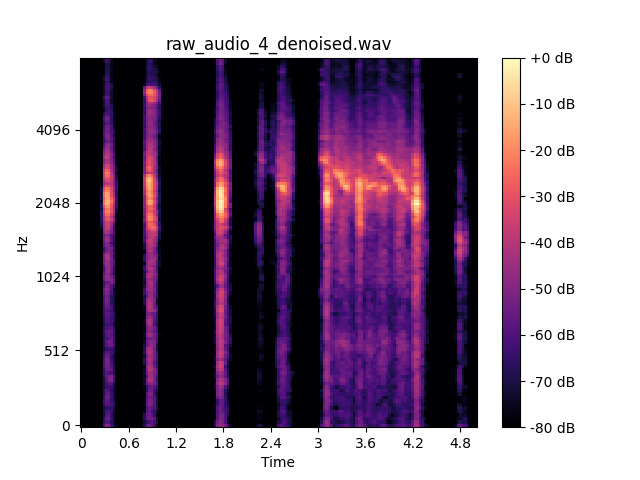 raw_audio_4_denoised.wav
+0 dB
-10 dB
-20 dB
-30 dB
-40 dB
-50 dB
-60 dB
-70 dB
-80 dB
Hz
4096
2048
1024
512
0
0 0.6 1.2 1.8 2.4 3 3.6 4.2 4.8
Time